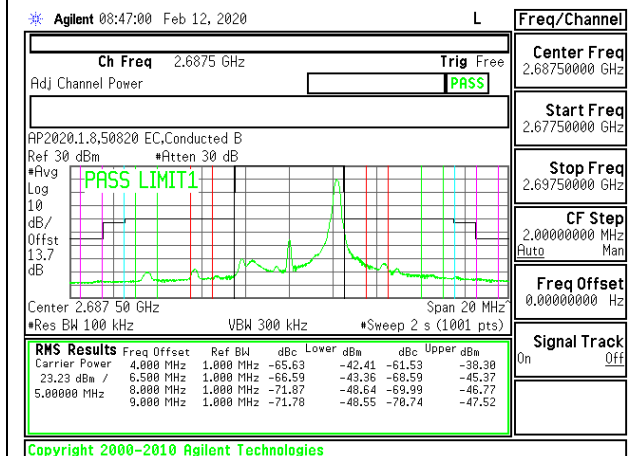 Agilent 08:47:00 Feb 12, 2020 L
Freq/Channel
Ch Freq 2.6875 GHz Trig Free
Adj Channel Power PASS
Center Freq
2.68750000 GHz
Start Freq
2.67750000 GHz
Stop Freq
2.69750000 GHz
CF Step
2.00000000 MHz
Auto Man
Freq Offset
0.00000000 Hz
Signal Track
On Off
AP2020.1.8,50820 EC,Conducted B
Ref 30 dBm #Atten 30 dB
#Avg
Log
10
dB/
Offst
13.7
dB
PASS LIMIT1
Center 2.687 50 GHz Span 20 MHz
#Res BW 100 kHz VBW 300 kHz #Sweep 2 s (1001 pts)
RMS Results Freq Offset Ref BW dBc Lower dBm dBc Upper dBm
Carrier Power 4.000 MHz 1.000 MHz -65.63 -42.41 -61.53 -38.30
23.23 dBm / 6.500 MHz 1.000 MHz -66.59 -43.36 -68.59 -45.37
5.00000 MHz 8.000 MHz 1.000 MHz -71.87 -48.64 -69.99 -46.77
9.000 MHz 1.000 MHz -71.78 -48.55 -70.74 -47.52
Copyright 2000-2010 Agilent Technologies